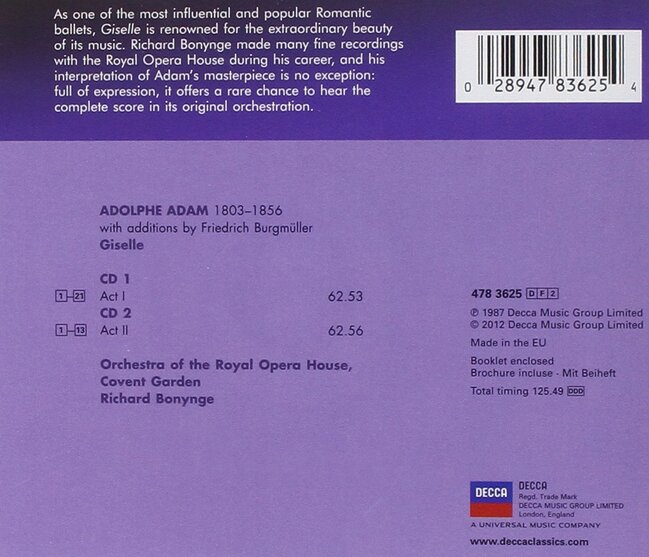 As one of the most influential and popular Romantic
ballets, Giselle is renowned for the extraordinary beauty
of its music. Richard Bonynge made many fine recordings
with the Royal Opera House during his career, and his
interpretation of Adam's masterpiece is no exception:
full of expression, it offers a rare chance to hear the
complete score in its original orchestration.
0 28947 83625 4
ADOLPHE ADAM 1803–1856
with additions by Friedrich Burgmüller
Giselle
CD 1
1–21 Act I 62.53
CD 2
1–13 Act II 62.56
Orchestra of the Royal Opera House,
Covent Garden
Richard Bonynge
478 3625 D F 2
℗ 1987 Decca Music Group Limited
© 2012 Decca Music Group Limited
Made in the EU
Booklet enclosed
Brochure incluse · Mit Beiheft
Total timing 125.49 DDD
DECCA
DECCA
Regd. Trade Mark
DECCA MUSIC GROUP LIMITED
London, England
A UNIVERSAL MUSIC COMPANY
www.deccaclassics.com